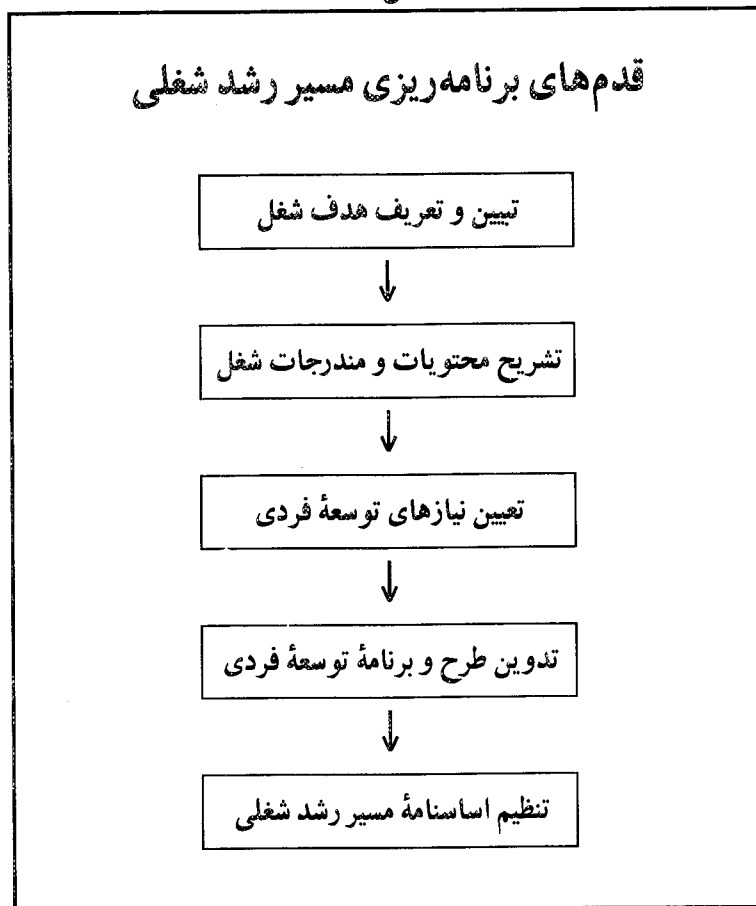 قدم‌های برنامه‌ریزی مسیر رشد شغلی
تبیین و تعریف هدف شغل
تشریح محتویات و مندرجات شغل
تعیین نیازهای توسعهٔ فردی
تدوین طرح و برنامهٔ توسعهٔ فردی
تنظیم اساسنامهٔ مسیر رشد شغلی